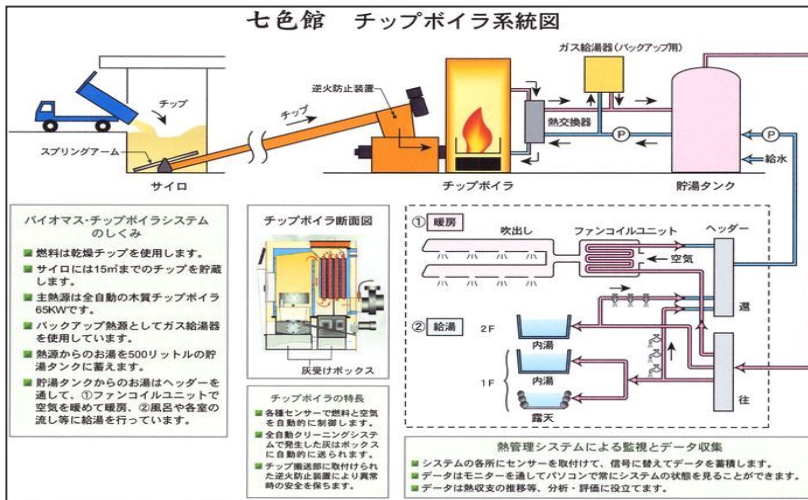 七色館 チップボイラ系統図
ガス給湯器(バックアップ用)
チップ
逆火防止装置
チップ
熱交換器
P
P
スプリングアーム
給水
サイロ
チップボイラ
貯湯タンク
バイオマス・チップボイラシステム
のしくみ
燃料は乾燥チップを使用します。
サイロには15㎥までのチップを貯蔵
します。
主熱源は全自動の木質チップボイラ
65KWです。
バックアップ熱源としてガス給湯器
を使用しています。
熱源からのお湯を500リットルの貯
湯タンクに蓄えます。
貯湯タンクからのお湯はヘッダーを
通して、①ファンコイルユニットで
空気を暖めて暖房、②風呂や各室の
流し等に給湯を行っています。
チップボイラ断面図
灰受けボックス
チップボイラの特長
各種センサーで燃料と空気
を自動的に制御します。
全自動クリーニングシステム
で発生した灰はボックス
に自動的に送られます。
チップ搬送部に取付けられ
た逆火防止装置により異常
時の安全を保ちます。
① 暖房
吹出し
ファンコイルユニット
ヘッダー
空気
還
② 給湯
2F
内湯
1F
内湯
露天
往
熱管理システムによる監視とデータ収集
システムの各所にセンサーを取付けて、信号に替えてデータを蓄積します。
データはモニターを通してパソコンで常にシステムの状態を見ることができます。
データは熱収支の推移等、分析・評価に役立てます。